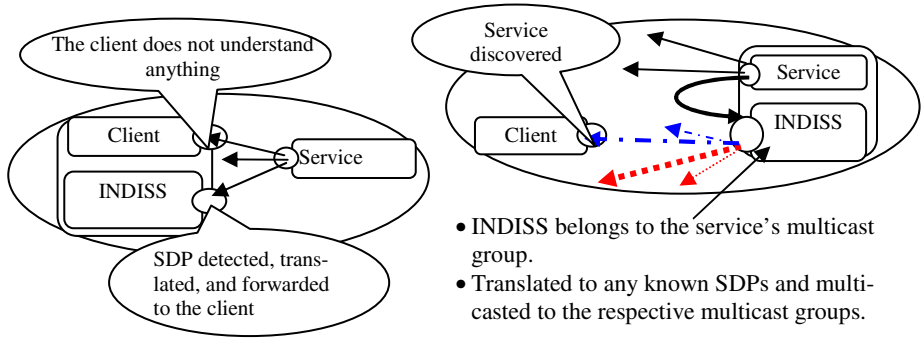 The client does not understand
anything
Client
Service
INDISS
SDP detected, trans-
lated, and forwarded
to the client
Service
discovered
Service
Client
INDISS
• INDISS belongs to the service's multicast
group.
• Translated to any known SDPs and multi-
casted to the respective multicast groups.